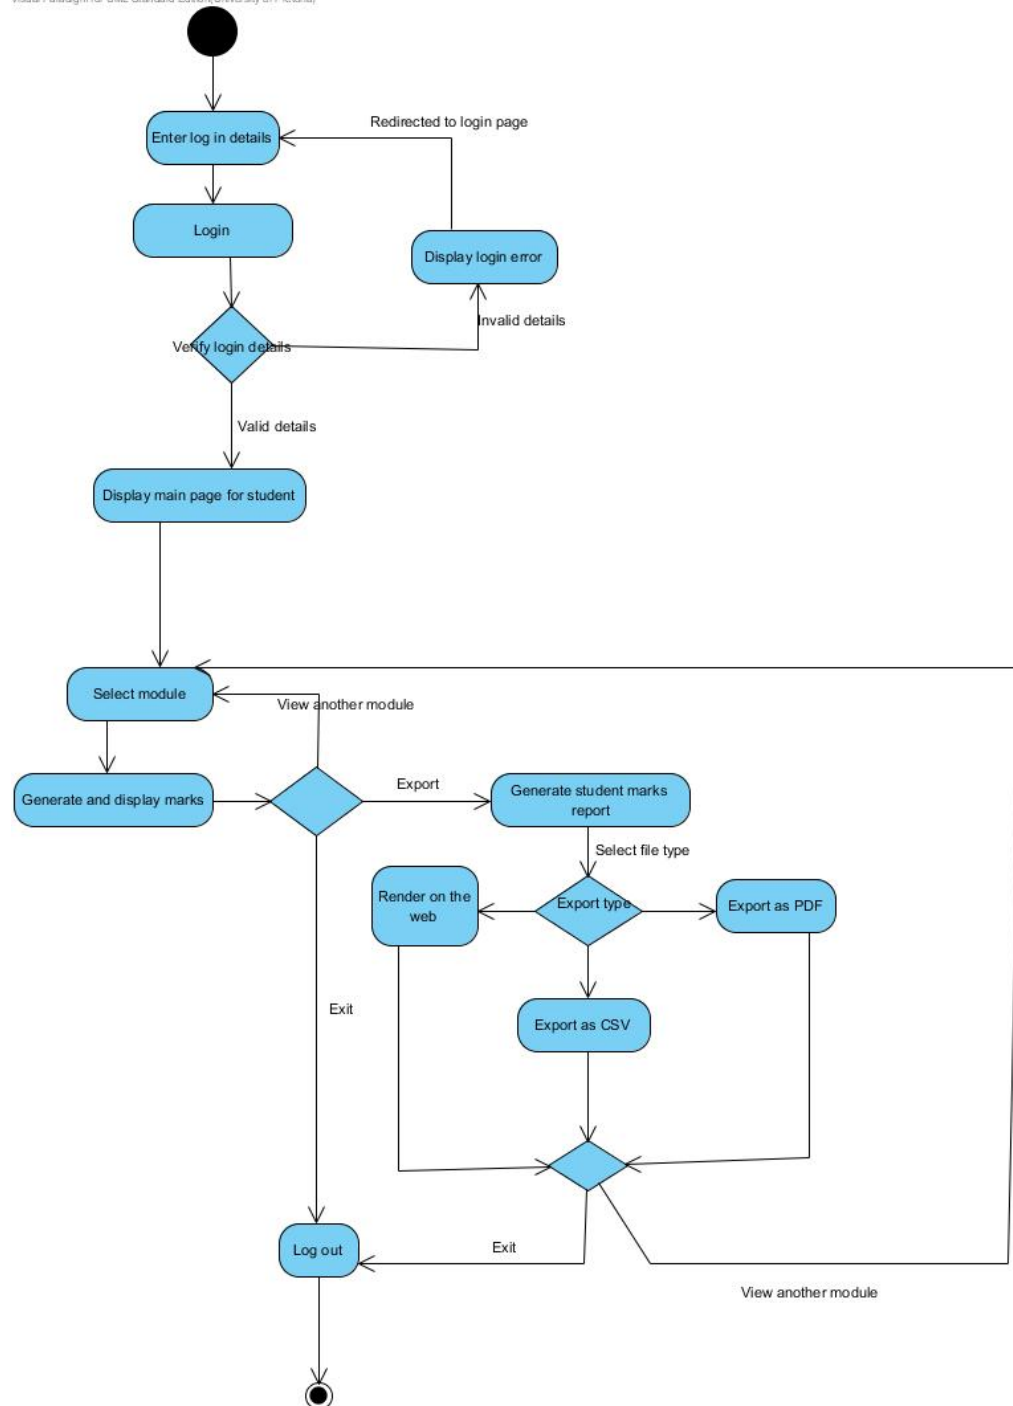 Enter log in details
Redirected to login page
Login
Display login error
Invalid details
Verify login details
Valid details
Display main page for student
Select module
View another module
Generate and display marks
Export
Generate student marks
report
Select file type
Render on the
web
Export type
Export as PDF
Exit
Export as CSV
Log out
Exit
View another module